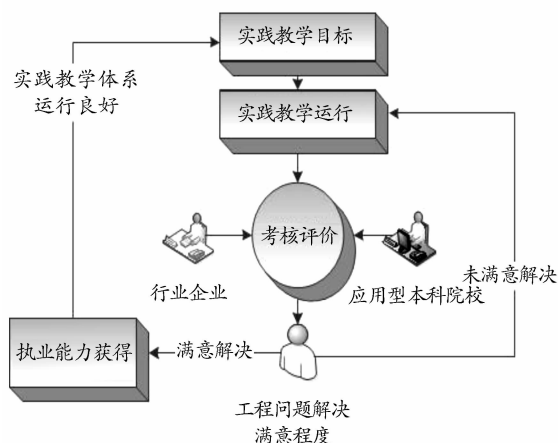 实践教学目标
实践教学体系
运行良好
实践教学运行
考核评价
行业企业
应用型本科院校
未满意解决
执业能力获得
满意解决
工程问题解决
满意程度